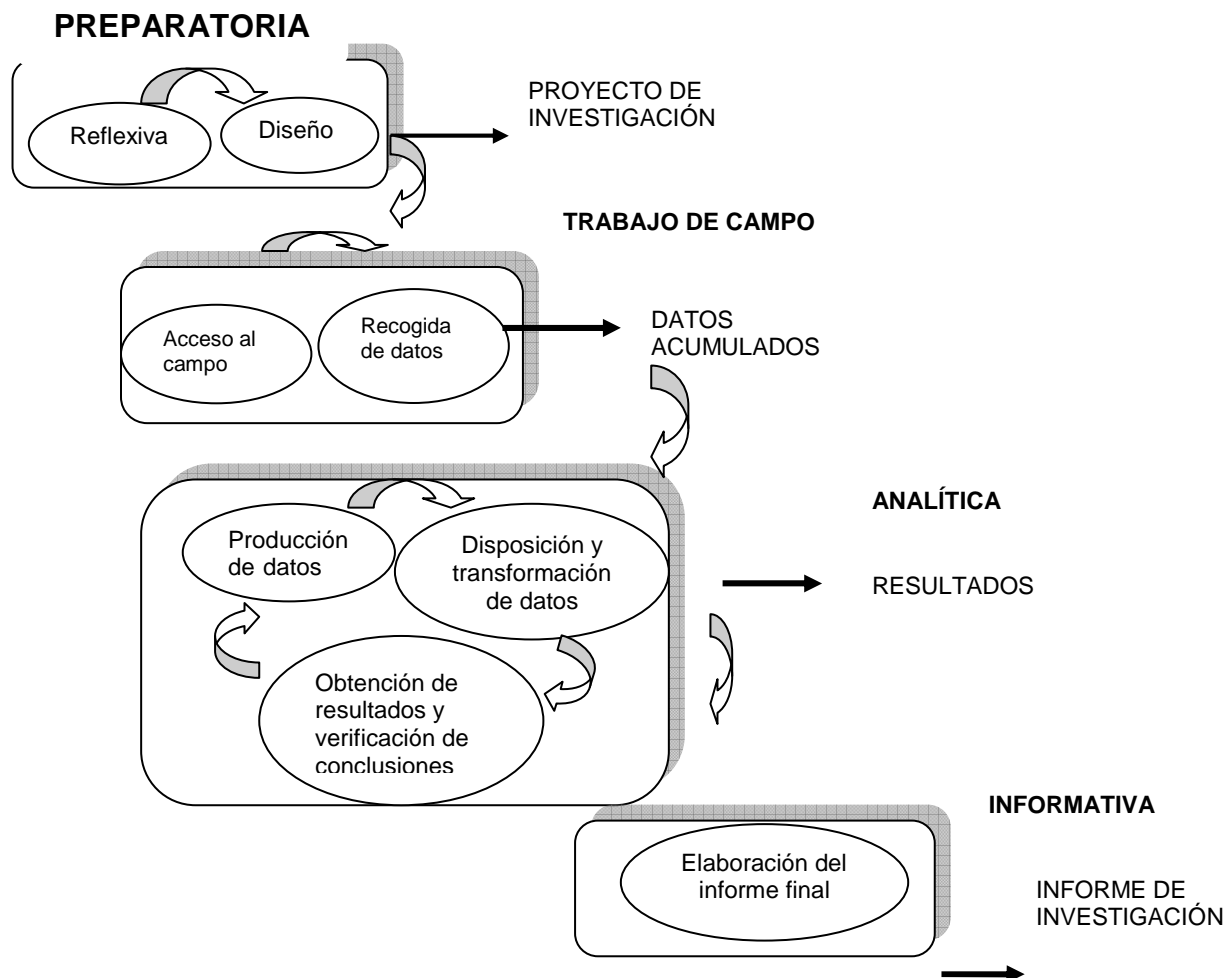 PREPARATORIA
Reflexiva
Diseño
PROYECTO DE
INVESTIGACIÓN
TRABAJO DE CAMPO
Acceso al
campo
Recogida
de datos
DATOS
ACUMULADOS
ANALÍTICA
Producción
de datos
Disposición y
transformación
de datos
RESULTADOS
Obtención de
resultados y
verificación de
conclusiones
INFORMATIVA
Elaboración del
informe final
INFORME DE
INVESTIGACIÓN